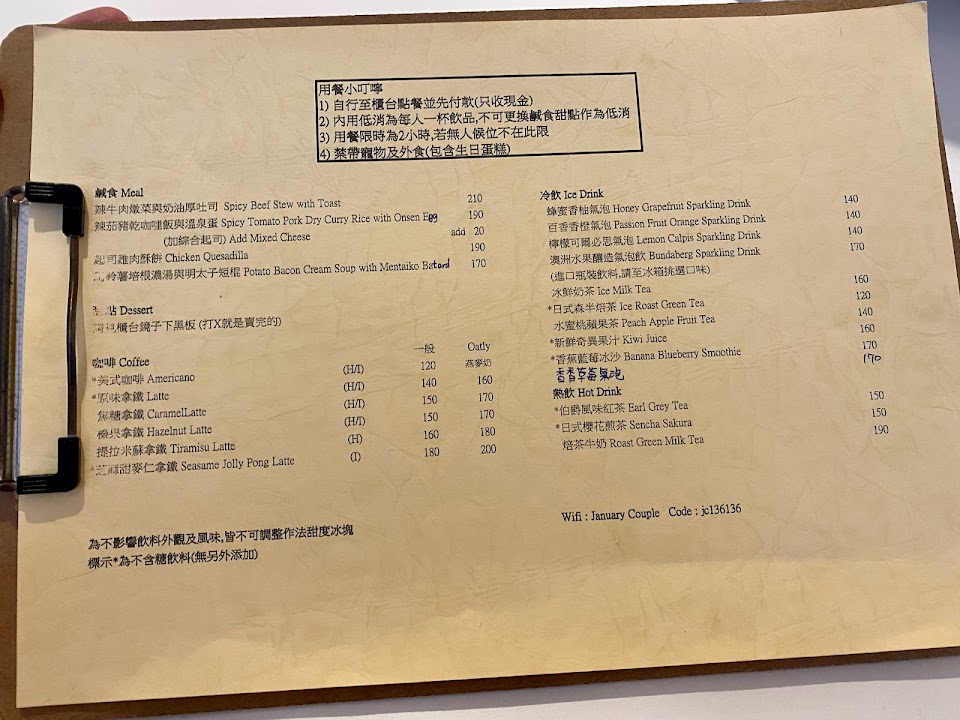 用餐小叮嚀
1) 自行至櫃台點餐並先付款(只收現金)
2) 內用低消為每人一杯飲品,不可更換鹹食甜點作為低消
3) 用餐限時為2小時,若無人候位不在此限
4) 禁帶寵物及外食(包含生日蛋糕)
鹹食 Meal
辣牛肉燉菜與奶油厚吐司 Spicy Beef Stew with Toast 210
辣茄豬乾咖哩飯與溫泉蛋 Spicy Tomato Pork Dry Curry Rice with Onsen Egg 190
(加綜合起司) Add Mixed Cheese add 20
起司雞肉酥餅 Chicken Quesadilla 190
鈴薯培根濃湯與明太子短棍 Potato Bacon Cream Soup with Mentaiko Batard 170
點 Dessert
櫃台鏡子下黑板 (打X就是賣完的)
咖啡 Coffee 一般 Oatly
燕麥奶
*美式咖啡 Americano (H/I) 120
*原味拿鐵 Latte (H/I) 140 160
焦糖拿鐵 CaramelLatte (H/I) 150 170
榛果拿鐵 Hazelnut Latte (H/I) 150 170
提拉米蘇拿鐵 Tiramisu Latte (H) 160 180
*芝麻甜麥仁拿鐵 Seasame Jolly Pong Latte (I) 180 200
為不影響飲料外觀及風味,皆不可調整作法甜度冰塊
標示*為不含糖飲料(無另外添加)
冷飲 Ice Drink
蜂蜜香柚氣泡 Honey Grapefruit Sparkling Drink 140
百香香橙氣泡 Passion Fruit Orange Sparkling Drink 140
檸檬可爾必思氣泡 Lemon Calpis Sparkling Drink 140
澳洲水果釀造氣泡飲 Bundaberg Sparkling Drink 170
(進口瓶裝飲料,請至冰箱挑選口味)
冰鮮奶茶 Ice Milk Tea 160
*日式森半焙茶 Ice Roast Green Tea 120
水蜜桃蘋果茶 Peach Apple Fruit Tea 140
*新鮮奇異果汁 Kiwi Juice 160
*香蕉藍莓冰沙 Banana Blueberry Smoothie 170
香香草莓氣泡 170
熱飲 Hot Drink
*伯爵風味紅茶 Earl Grey Tea 150
*日式櫻花煎茶 Sencha Sakura 150
焙茶牛奶 Roast Green Milk Tea 190
Wifi : January Couple Code : jc136136